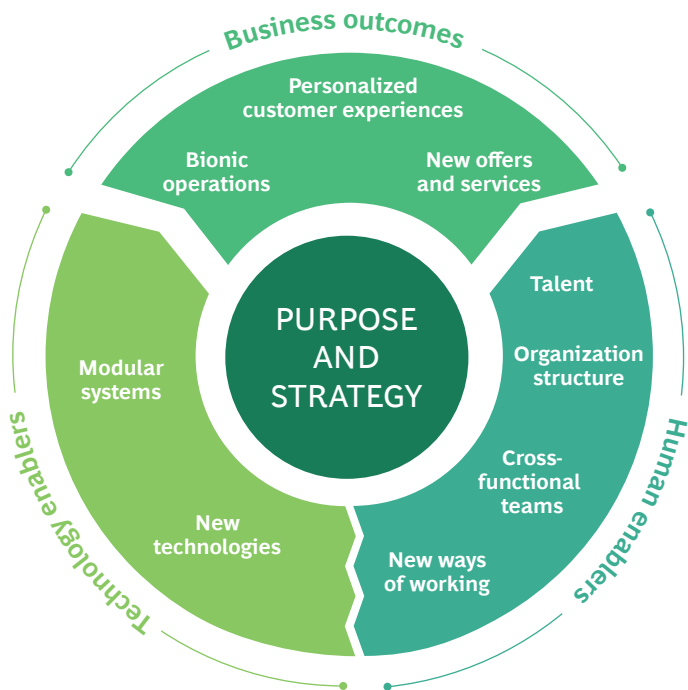 Business outcomes
Personalized
customer experiences
Bionic
operations
New offers
and services
PURPOSE
AND
STRATEGY
Talent
Organization
structure
Cross-
functional
teams
New ways
of working
Human enablers
Modular
systems
New
technologies
Technology enablers